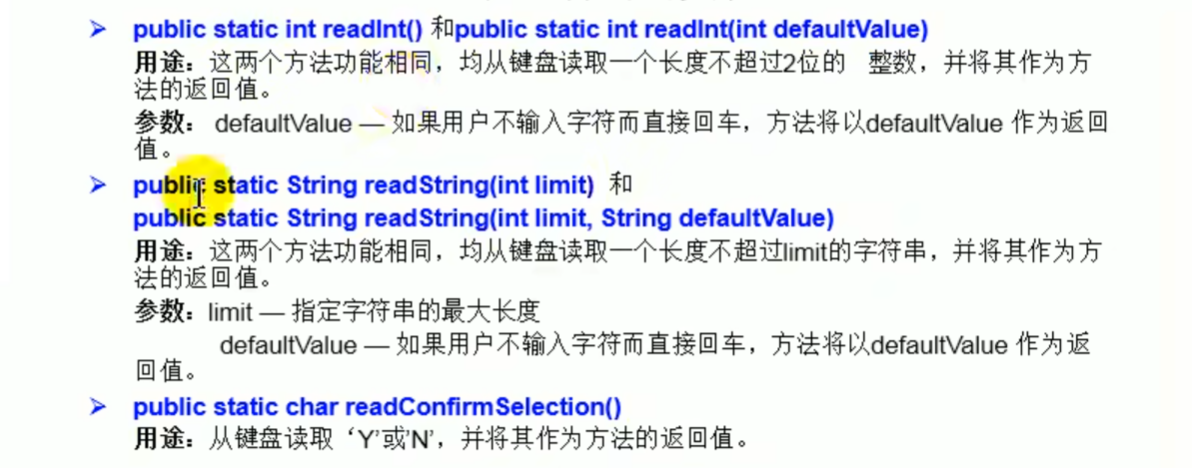 ➢ public static int readInt() 和public static int readInt(int defaultValue)
用途：这两个方法功能相同，均从键盘读取一个长度不超过2位的 整数，并将其作为方
法的返回值。
参数： defaultValue — 如果用户不输入字符而直接回车，方法将以defaultValue 作为返回
值。
➢ public static String readString(int limit) 和
public static String readString(int limit, String defaultValue)
用途：这两个方法功能相同，均从键盘读取一个长度不超过limit的字符串，并将其作为方
法的返回值。
参数：limit — 指定字符串的最大长度
defaultValue — 如果用户不输入字符而直接回车，方法将以defaultValue 作为返
回值。
➢ public static char readConfirmSelection()
用途：从键盘读取‘Y’或’N’，并将其作为方法的返回值。